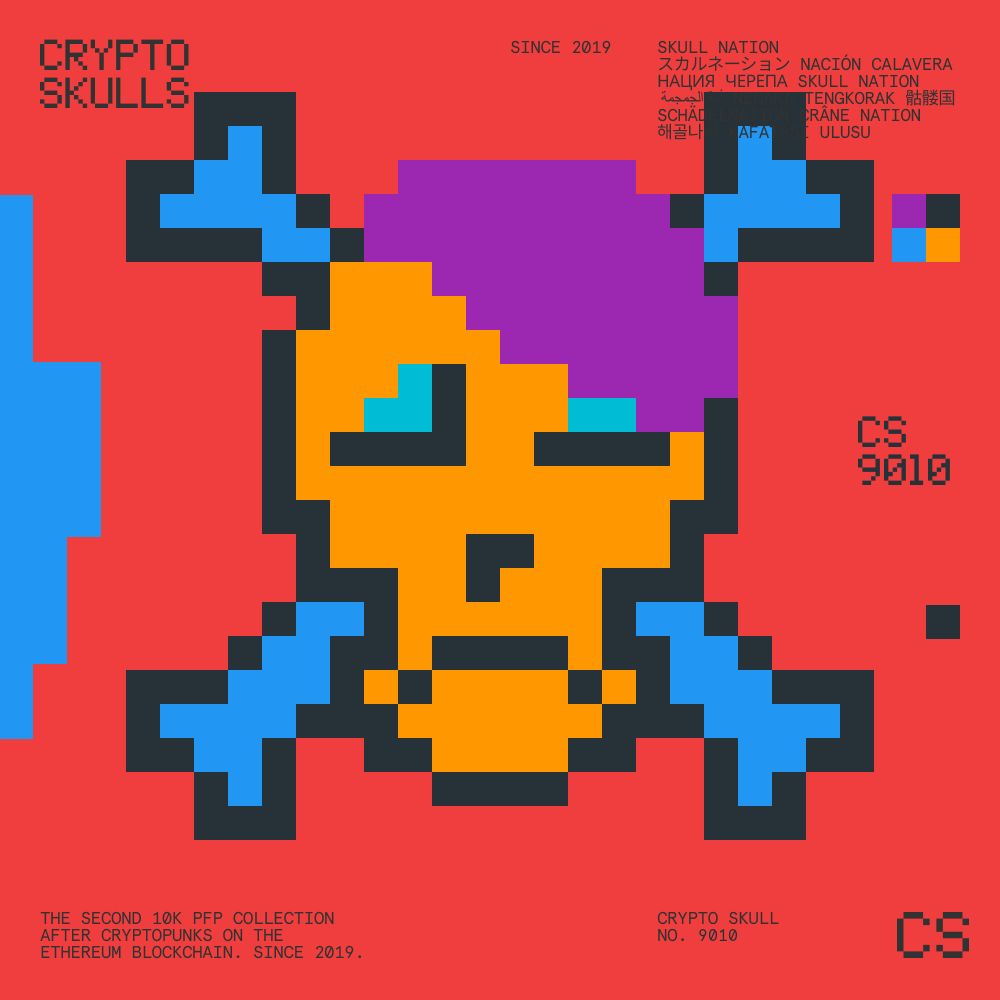 CRYPTO
SKULLS
SINCE 2019
SKULL NATION
スカルネーション NACIÓN CALAVERA
НАЦИЯ ЧЕРЕПА SKULL NATION
TENGKORAK 骷髅国
CRÂNE NATION
ULUSU
CS
9010
THE SECOND 10K PFP COLLECTION
AFTER CRYPTOPUNKS ON THE
ETHEREUM BLOCKCHAIN. SINCE 2019.
CRYPTO SKULL
NO. 9010
CS